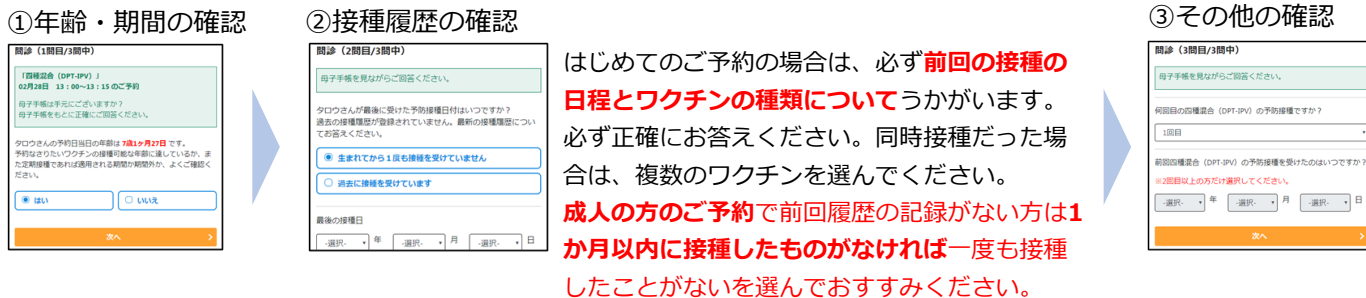 ①年齢・期間の確認
問診（1問目/3問中）
「四種混合（DPT-IPV）」
02月28日　13：00～13：15 のご予約
母子手帳は手元にございますか？
母子手帳をもとに正確にご回答ください。
タロウさんの予約日当日の年齢は 7歳1ヶ月27日 です。
予約なさりたいワクチンの接種可能な年齢に達しているか、ま
た定期接種であれば適用される期間が期間外か、よくご確認く
ださい。
はい
いいえ
次へ
②接種履歴の確認
問診（2問目/3問中）
母子手帳を見ながらご回答ください。
タロウさんが最後に受けた予防接種日付はいつですか？
過去の接種履歴が登録されていません。最新の接種履歴につい
てお答えください。
生まれてから１度も接種を受けていません
過去に接種を受けています
最後の接種日
-選択- 年 -選択- 月 -選択- 日
はじめてのご予約の場合は、必ず前回の接種の
日程とワクチンの種類についてうかがいます。
必ず正確にお答えください。同時接種だった場
合は、複数のワクチンを選んでください。
成人の方のご予約で前回履歴の記録がない方は1
か月以内に接種したものがなければ一度も接種
したことがないを選んでおすすみください。
③その他の確認
問診（3問目/3問中）
母子手帳を見ながらご回答ください。
何回目の四種混合（DPT-IPV）の予防接種ですか？
1回目
前回四種混合（DPT-IPV）の予防接種を受けたのはいつですか？
※2回目以上の方だけ選択してください。
-選択- 年 -選択- 月 -選択- 日
次へ